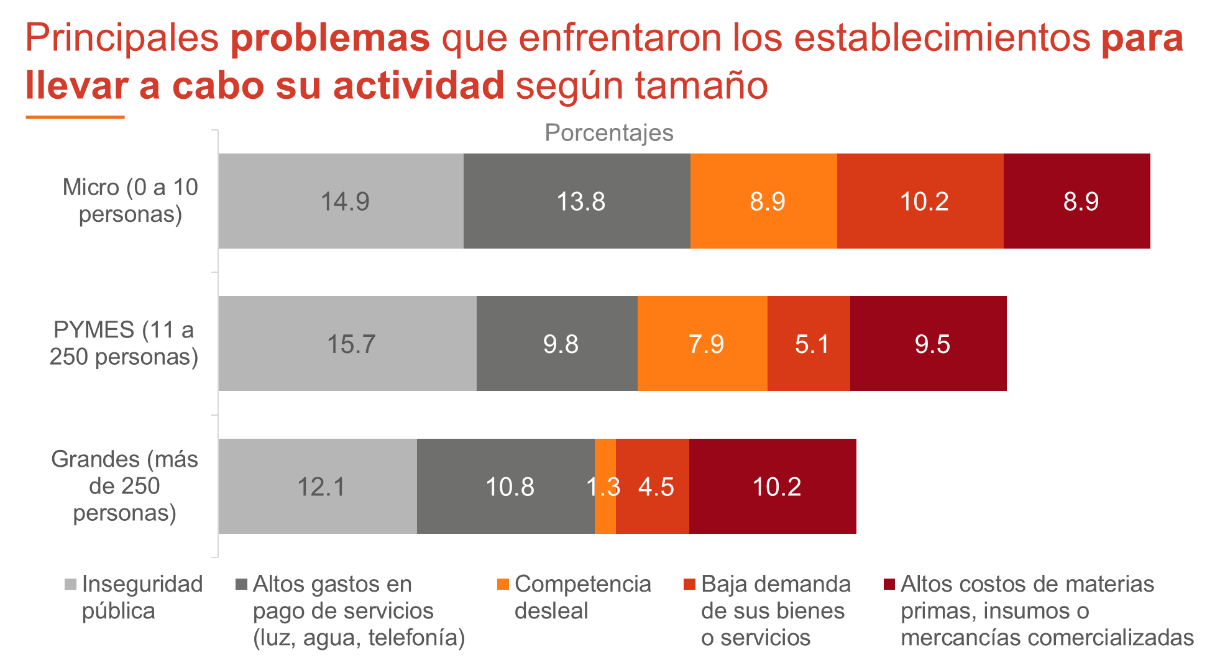 Principales problemas que enfrentaron los establecimientos para
llevar a cabo su actividad según tamaño
Porcentajes
Micro (0 a 10
personas)
14.9 13.8 8.9 10.2 8.9
PYMES (11 a
250 personas)
15.7 9.8 7.9 5.1 9.5
Grandes (más
de 250
personas)
12.1 10.8 1.3 4.5 10.2
Inseguridad
pública
Altos gastos en
pago de servicios
(luz, agua, telefonía)
Competencia
desleal
Baja demanda
de sus bienes
o servicios
Altos costos de materias
primas, insumos o
mercancías comercializadas